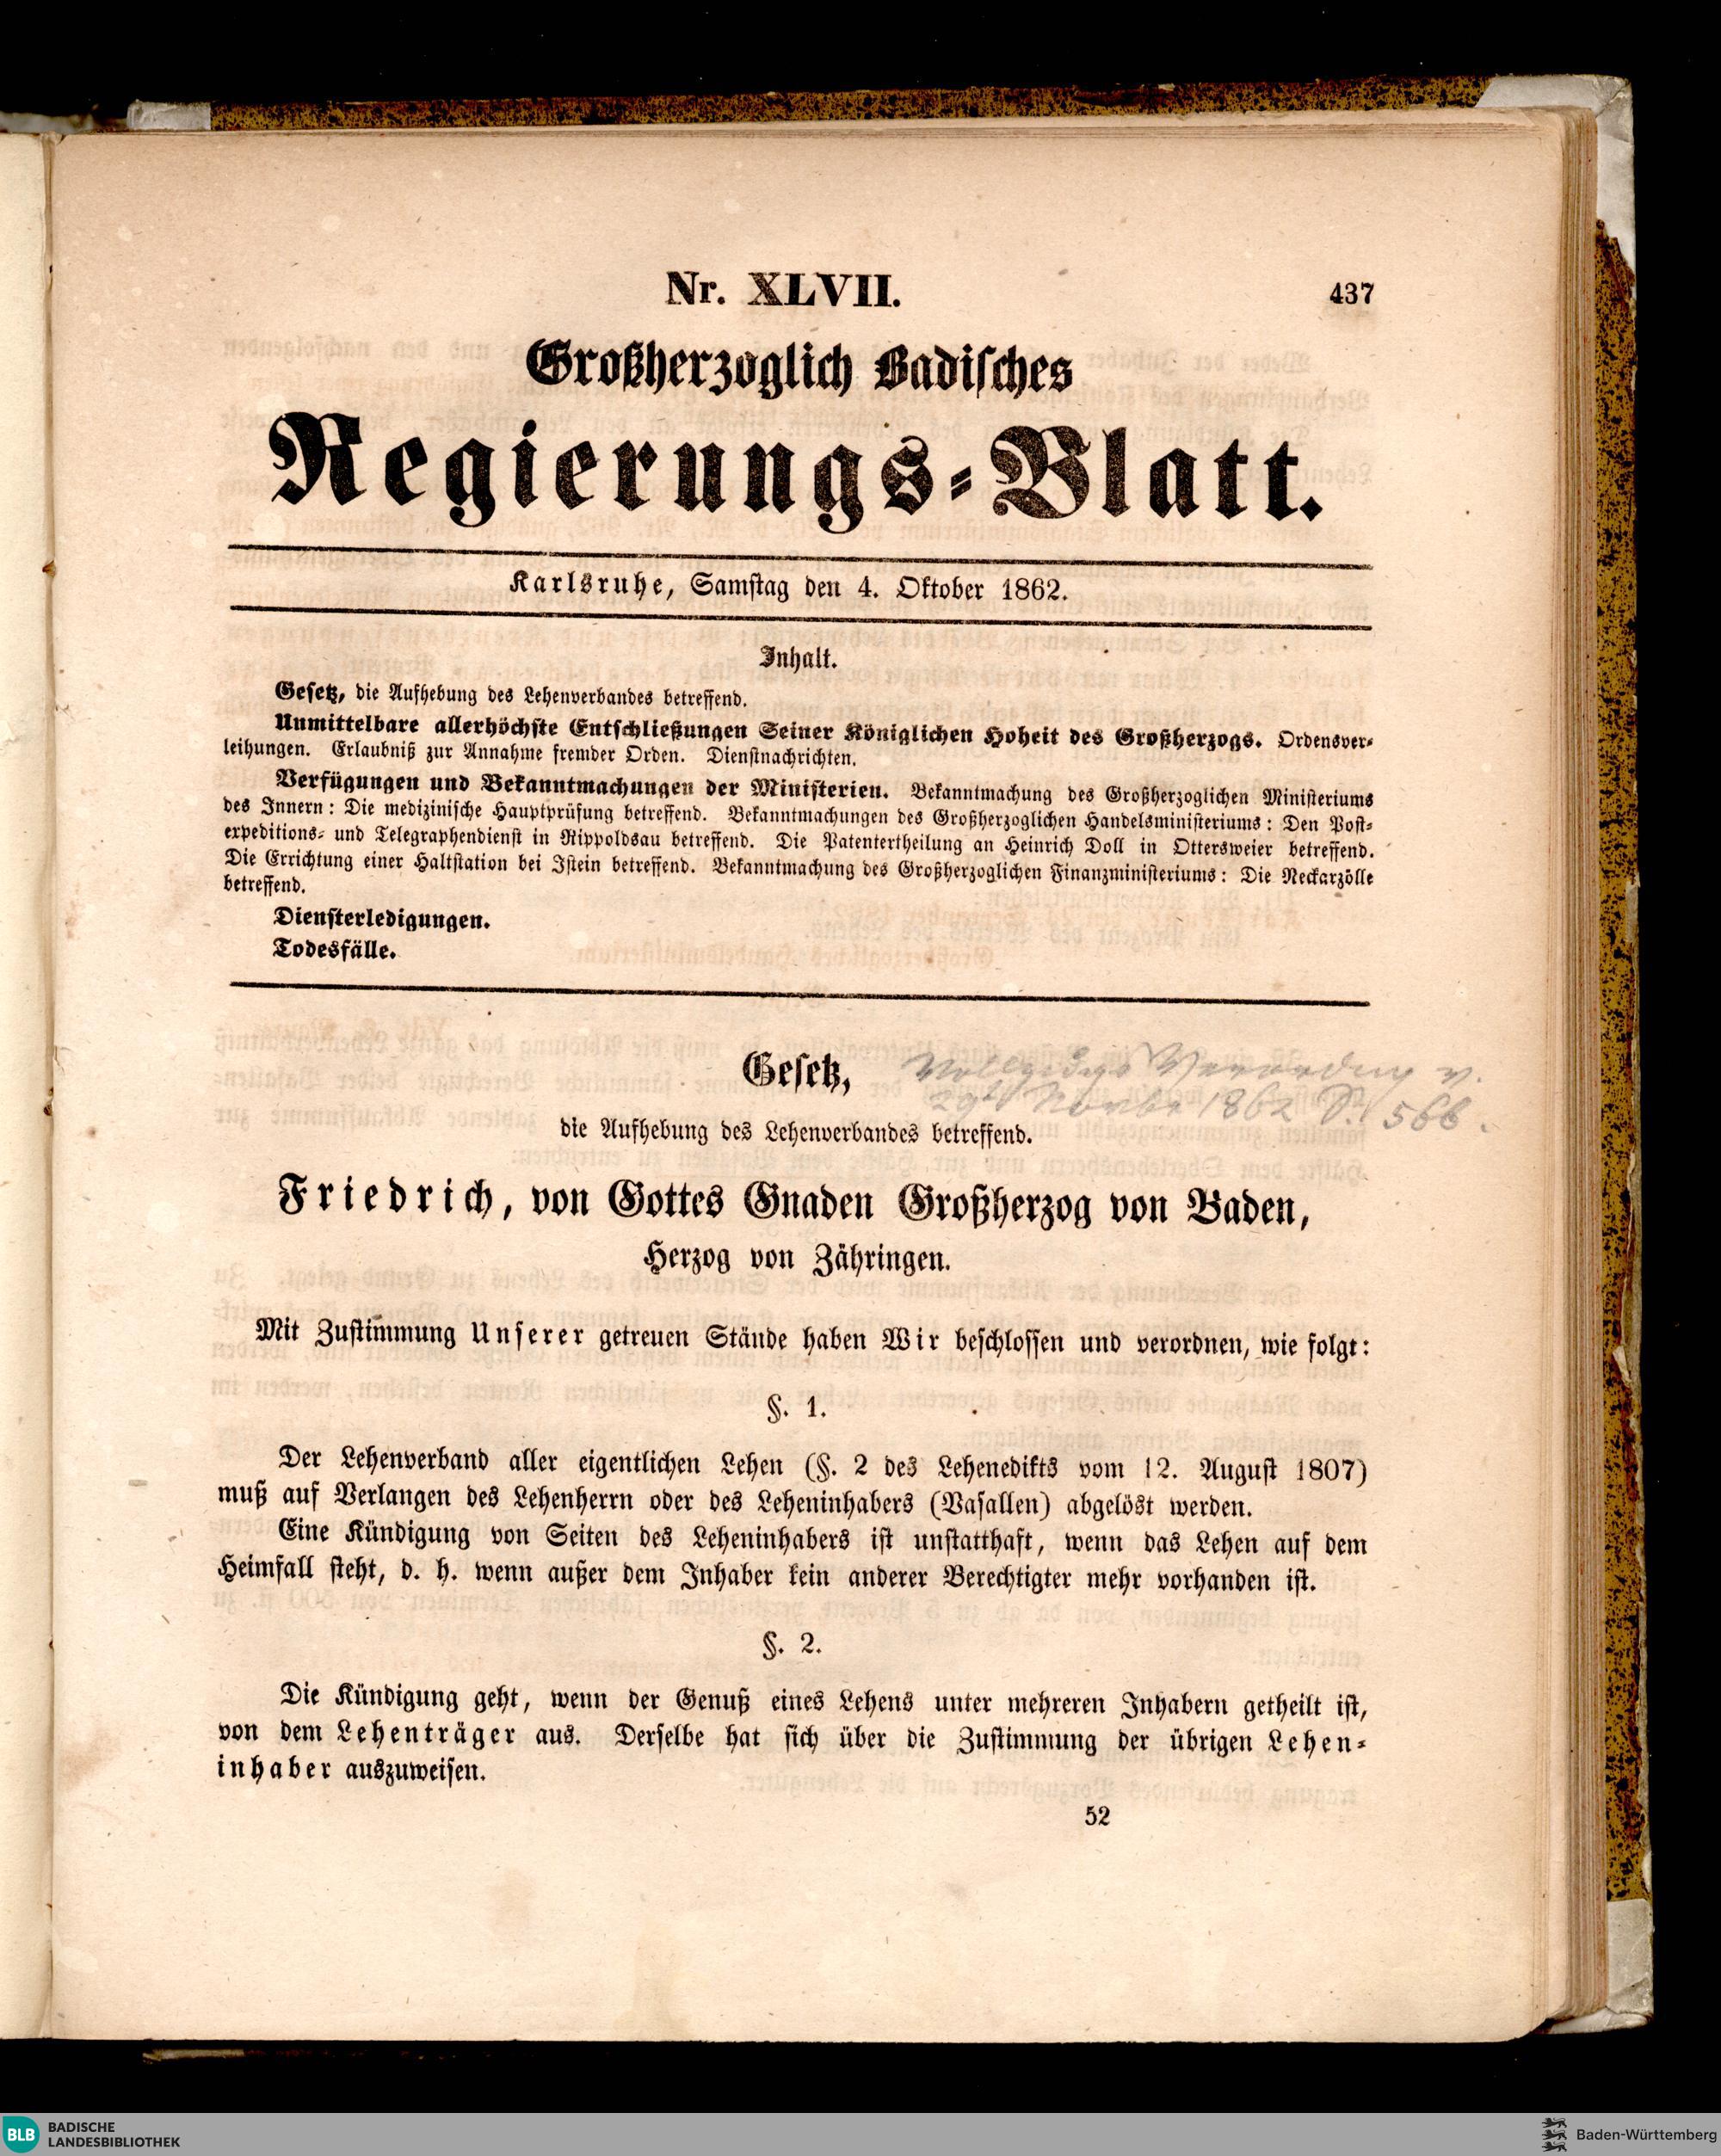 Nr. XLVII.
437
Großherzoglich Badisches
Regierungs-Blatt.
Karlsruhe, Samstag den 4. Oktober 1862.
Inhalt.
Gesetz, die Aufhebung des Lehenverbandes betreffend.
Unmittelbare allerhöchste Entschließungen Seiner Königlichen Hoheit des Großherzogs. Ordensver-
leihungen. Erlaubniß zur Annahme fremder Orden. Dienstnachrichten.
Verfügungen und Bekanntmachungen der Ministerien. Bekanntmachung des Großherzoglichen Ministeriums
des Innern: Die medizinische Hauptprüfung betreffend. Bekanntmachungen des Großherzoglichen Handelsministeriums: Den Post-
expeditions- und Telegraphendienst in Rippoldsau betreffend. Die Patentertheilung an Heinrich Doll in Ottersweier betreffend.
Die Errichtung einer Haltstation bei Istein betreffend. Bekanntmachung des Großherzoglichen Finanzministeriums: Die Neckarzölle
betreffend.
Diensterledigungen.
Todesfälle.
Gesetz,
Vollzugs Verordng v.
29t Novbr 1862 S. 566.
die Aufhebung des Lehenverbandes betreffend.
Friedrich, von Gottes Gnaden Großherzog von Baden,
Herzog von Zähringen.
Mit Zustimmung Unserer getreuen Stände haben Wir beschlossen und verordnen, wie folgt:
§. 1.
Der Lehenverband aller eigentlichen Lehen (§. 2 des Lehenedikts vom 12. August 1807)
muß auf Verlangen des Lehenherrn oder des Leheninhabers (Vasallen) abgelöst werden.
Eine Kündigung von Seiten des Leheninhabers ist unstatthaft, wenn das Lehen auf dem
Heimfall steht, d. h. wenn außer dem Inhaber kein anderer Berechtigter mehr vorhanden ist.
§. 2.
Die Kündigung geht, wenn der Genuß eines Lehens unter mehreren Inhabern getheilt ist,
von dem Lehenträger aus. Derselbe hat sich über die Zustimmung der übrigen Lehen-
inhaber auszuweisen.
52
BLB BADISCHE
LANDESBIBLIOTHEK
Baden-Württemberg